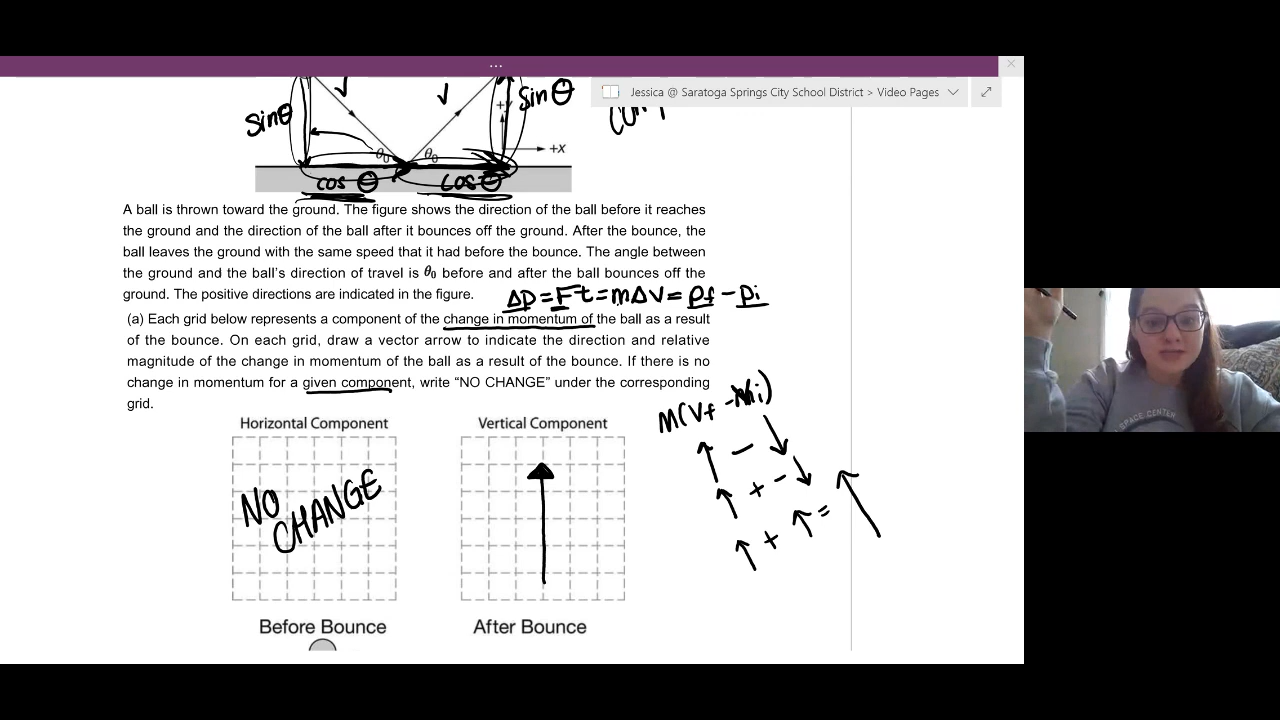 ...
Jessica @ Saratoga Springs City School District > Video Pages
V
V
sinθ
sinθ
+y
+x
θ₀
θ₀
cos θ
cos θ
A ball is thrown toward the ground. The figure shows the direction of the ball before it reaches
the ground and the direction of the ball after it bounces off the ground. After the bounce, the
ball leaves the ground with the same speed that it had before the bounce. The angle between
the ground and the ball's direction of travel is θ₀ before and after the ball bounces off the
ground. The positive directions are indicated in the figure.
Δp = Ft = mΔV = pf - pi
(a) Each grid below represents a component of the change in momentum of the ball as a result
of the bounce. On each grid, draw a vector arrow to indicate the direction and relative
magnitude of the change in momentum of the ball as a result of the bounce. If there is no
change in momentum for a given component, write “NO CHANGE” under the corresponding
grid.
Horizontal Component
Vertical Component
NO
CHANGE
M(Vf - Vi)
↑ - ↓
↑ + - ↓
↑ + ↑ = ↑
Before Bounce
After Bounce
SPACE CENTER